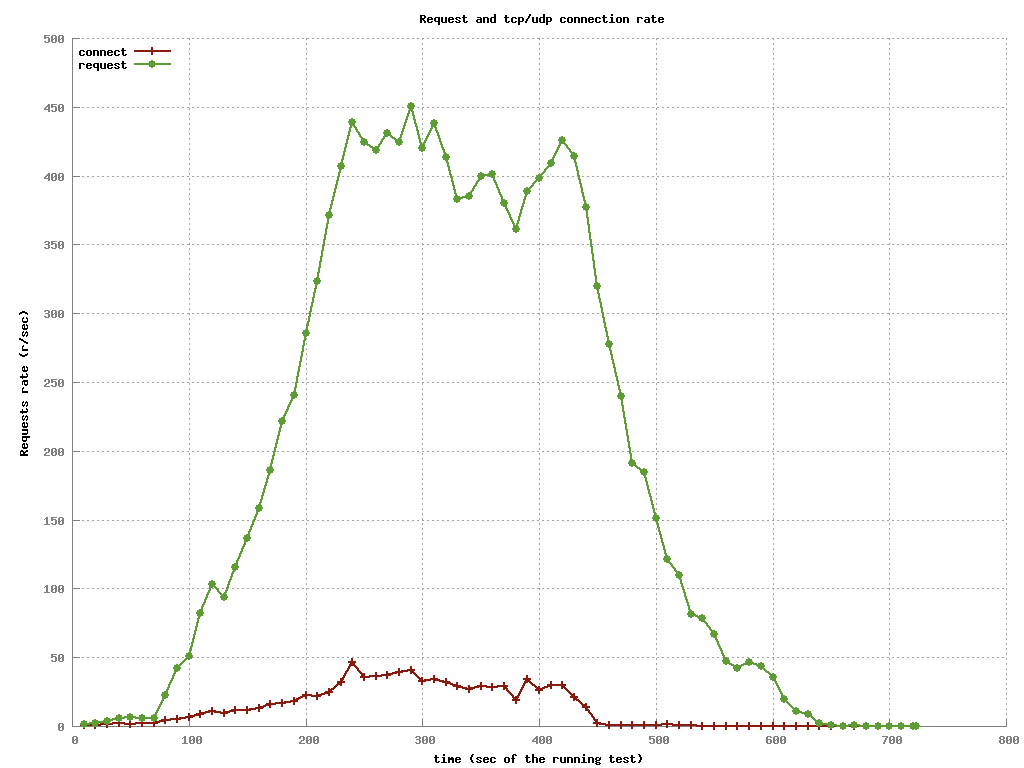 Request and tcp/udp connection rate
connect
request
500
450
400
350
300
250
200
150
100
50
0
Requests rate (r/sec)
0 100 200 300 400 500 600 700 800
time (sec of the running test)